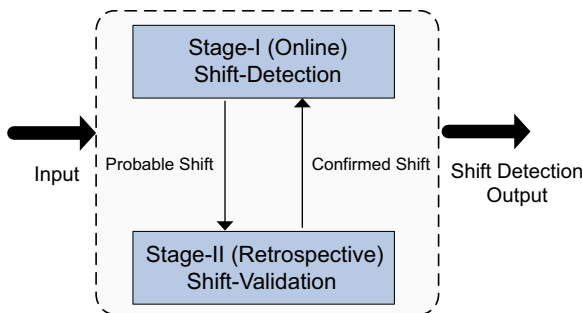 Stage-I (Online)
Shift-Detection
Input
Probable Shift
Confirmed Shift
Shift Detection
Output
Stage-II (Retrospective)
Shift-Validation